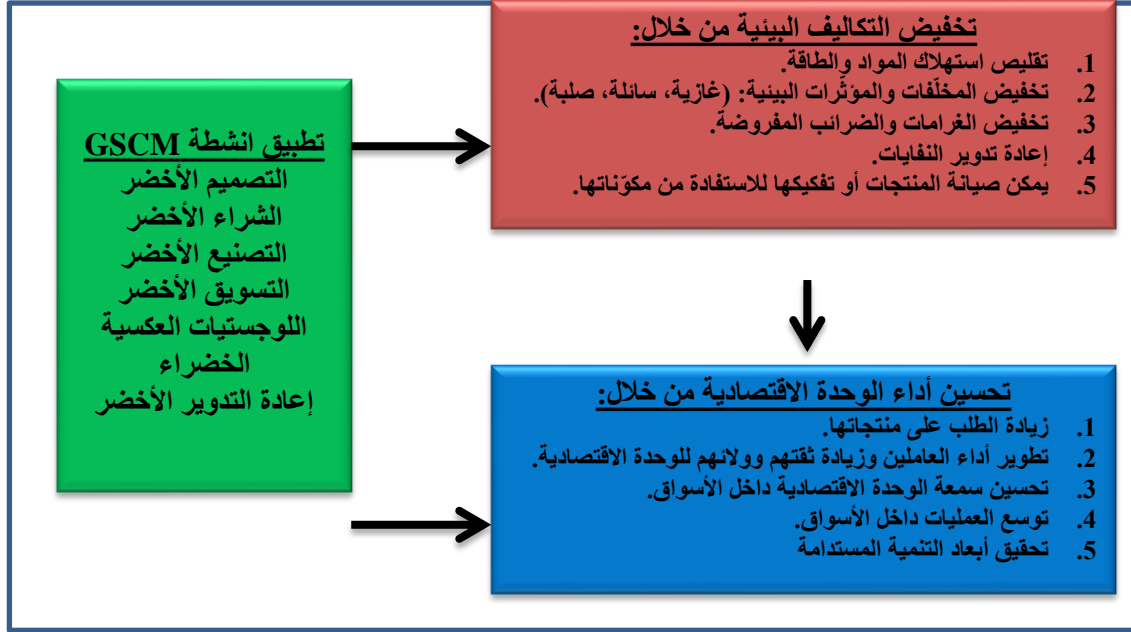 تطبيق انشطة GSCM
التصميم الأخضر
الشراء الأخضر
التصنيع الأخضر
التسويق الأخضر
اللوجستيات العكسية
الخضراء
إعادة التدوير الأخضر
تخفيض التكاليف البيئية من خلال:
1. تقليص استهلاك المواد والطاقة.
2. تخفيض المخلّفات والمؤثّرات البيئية: (غازية، سائلة، صلبة).
3. تخفيض الغرامات والضرائب المفروضة.
4. إعادة تدوير النفايات.
5. يمكن صيانة المنتجات أو تفكيكها للاستفادة من مكوّناتها.
تحسين أداء الوحدة الاقتصادية من خلال:
1. زيادة الطلب على منتجاتها.
2. تطوير أداء العاملين وزيادة ثقتهم وولائهم للوحدة الاقتصادية.
3. تحسين سمعة الوحدة الاقتصادية داخل الأسواق.
4. توسع العمليات داخل الأسواق.
5. تحقيق أبعاد التنمية المستدامة